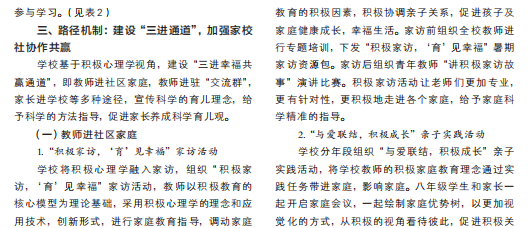 参与学习。（见表2）
三、路径机制：建设“三进通道”，加强家校
社协作共赢
学校基于积极心理学视角，建设“三进幸福共
赢通道”，即教师进社区家庭，教师进驻“交流群”，
家长进学校等多种途径，宣传科学的育儿理念，给
予科学的方法指导，促进家长养成科学育儿观。
（一）教师进社区家庭
1.“积极家访，‘育’见幸福”家访活动
学校将积极心理学融入家访，组织“积极家
访，‘育’见幸福”家访活动，教师以积极教育的
核心模型为理论基础，采用积极心理学的理念和应
用技术，创新形式，进行家庭教育指导，调动家庭
教育的积极因素，积极协调亲子关系，促进孩子及
家庭健康成长，幸福生活。家访前组织全校教师进
行专题培训，下发“积极家访，‘育’见幸福”暑期
家访资源包。家访后组织青年教师“讲积极家访故
事”演讲比赛。积极家访活动让老师们更加专业，
更有针对性，更积极地走进各个家庭，给予家庭科
学精准的指导。
2.“与爱联结，积极成长”亲子实践活动
学校分年段组织“与爱联结，积极成长”亲子
实践活动，将学校教师的积极家庭教育理念通过实
践任务带进家庭，影响家庭。八年级学生和家长一
起开启家庭会议，一起绘制家庭优势树，以更加视
觉化的方式，从积极的视角看待彼此，促进积极关